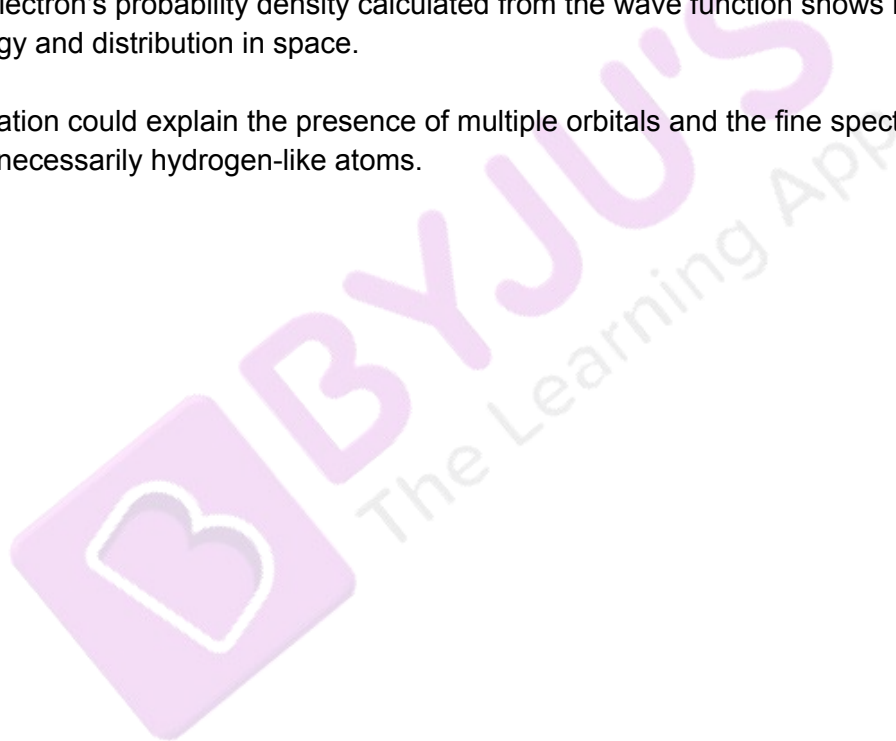 lectron's probability density calculated from the wave function shows
gy and distribution in space.
ation could explain the presence of multiple orbitals and the fine spect
necessarily hydrogen-like atoms.
BYJU'S
The Learning App